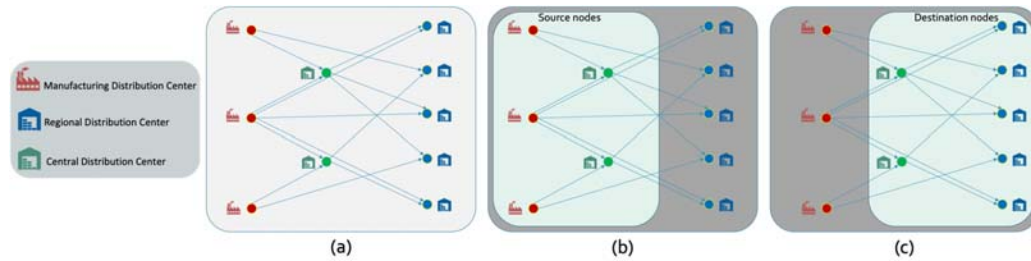 Manufacturing Distribution Center
Regional Distribution Center
Central Distribution Center
Source nodes
Destination nodes
(a)
(b)
(c)